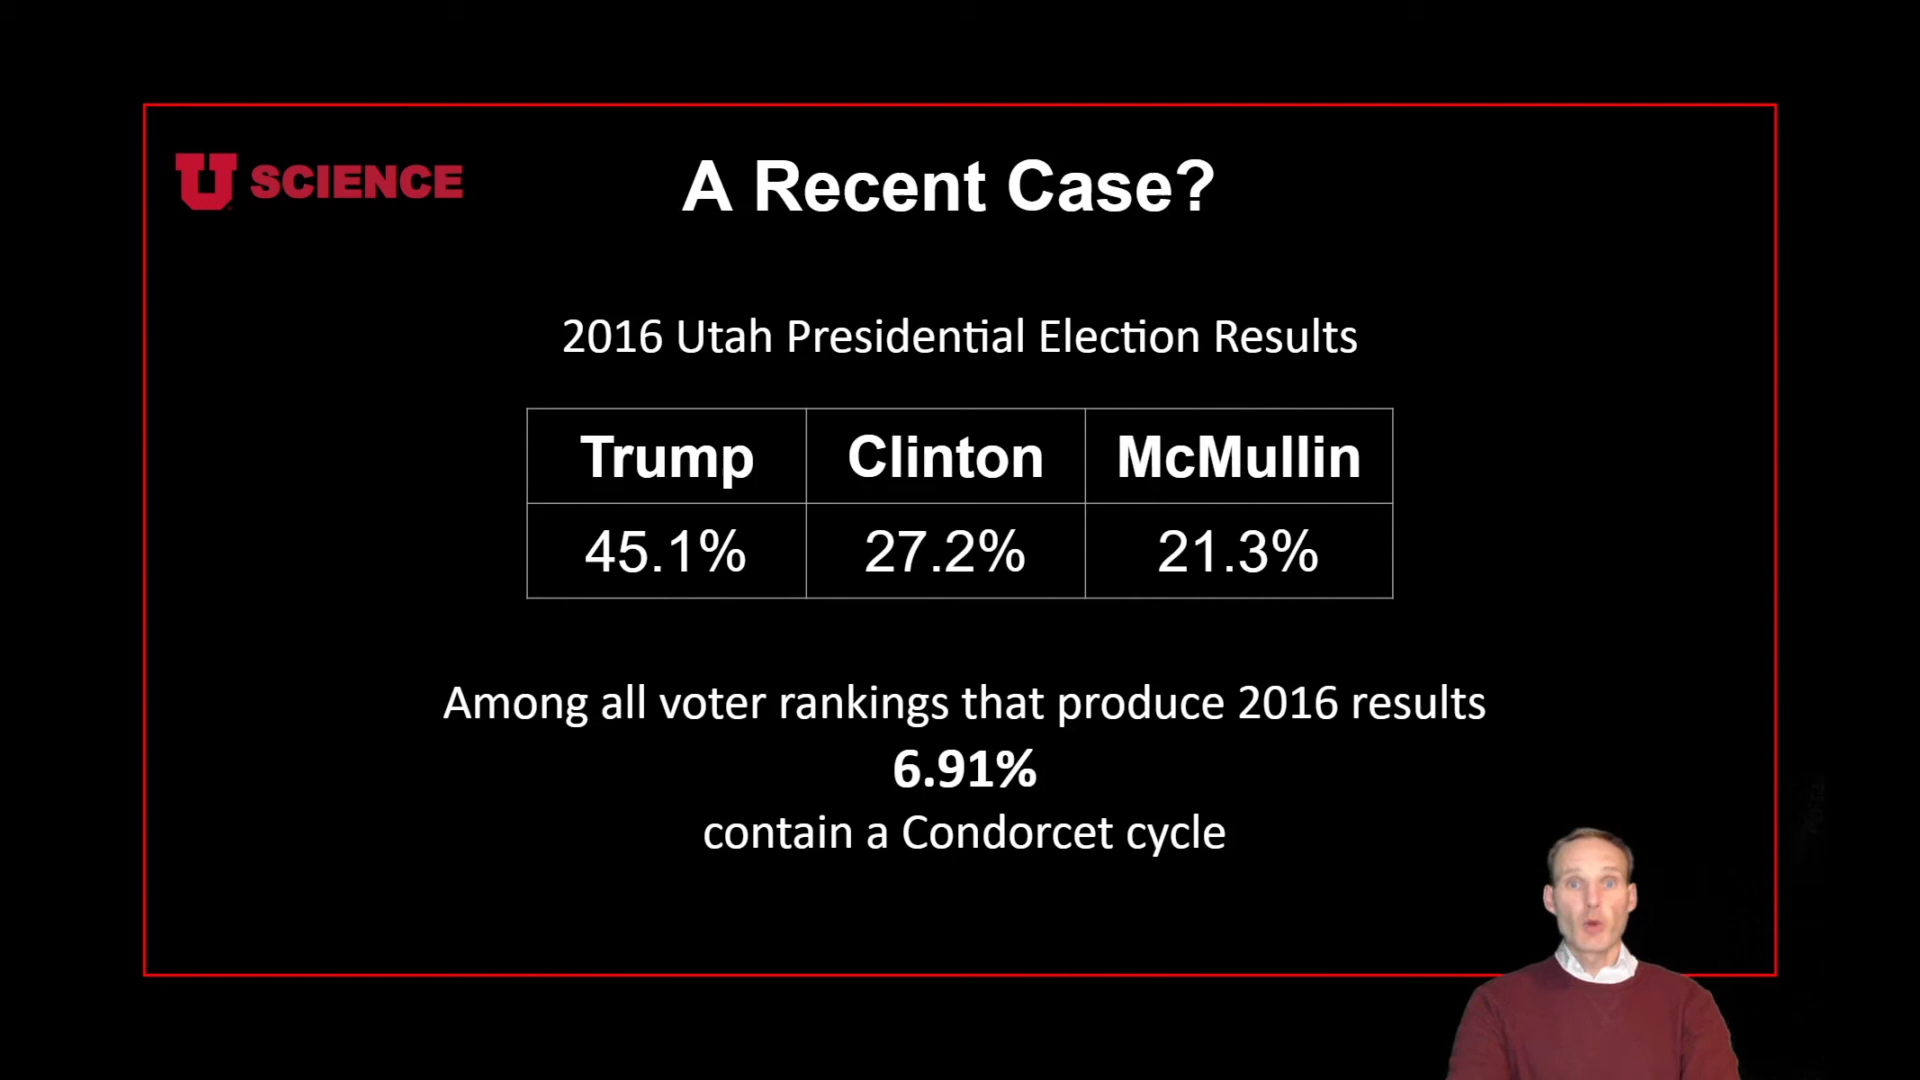 U SCIENCE
A Recent Case?
2016 Utah Presidential Election Results
Trump Clinton McMullin
45.1% 27.2% 21.3%
Among all voter rankings that produce 2016 results
6.91%
contain a Condorcet cycle